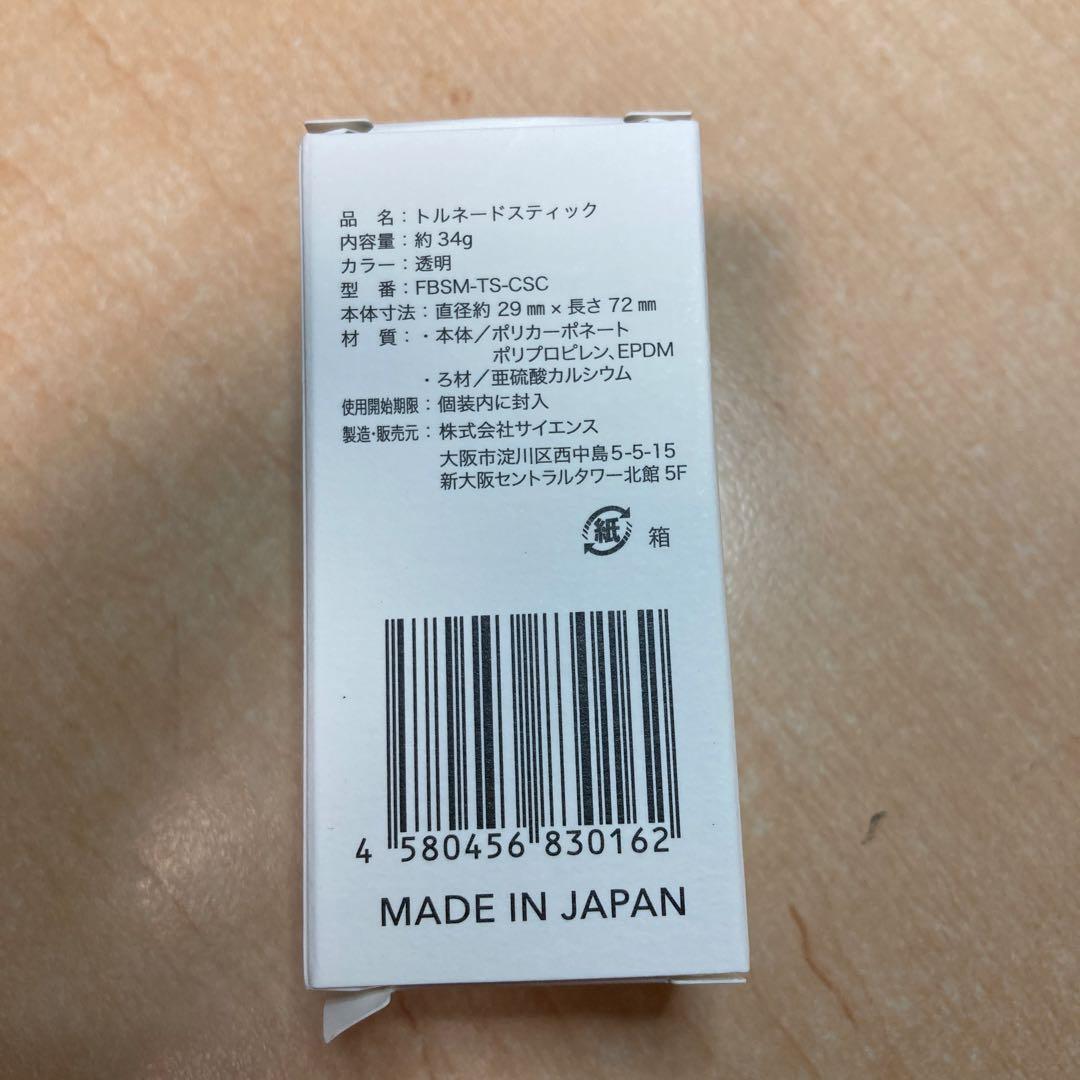 品 名：トルネードスティック
内容量：約 34g
カラー：透明
型 番：FBSM-TS-CSC
本体寸法：直径約 29 ㎜ × 長さ 72 ㎜
材 質：・本体／ポリカーボネート
ポリプロピレン、EPDM
・ろ材／亜硫酸カルシウム
使用開始期限：個装内に封入
製造・販売元：株式会社サイエンス
大阪市淀川区西中島 5-5-15
新大阪セントラルタワー北館 5F
紙 箱
4 580456 830162
MADE IN JAPAN